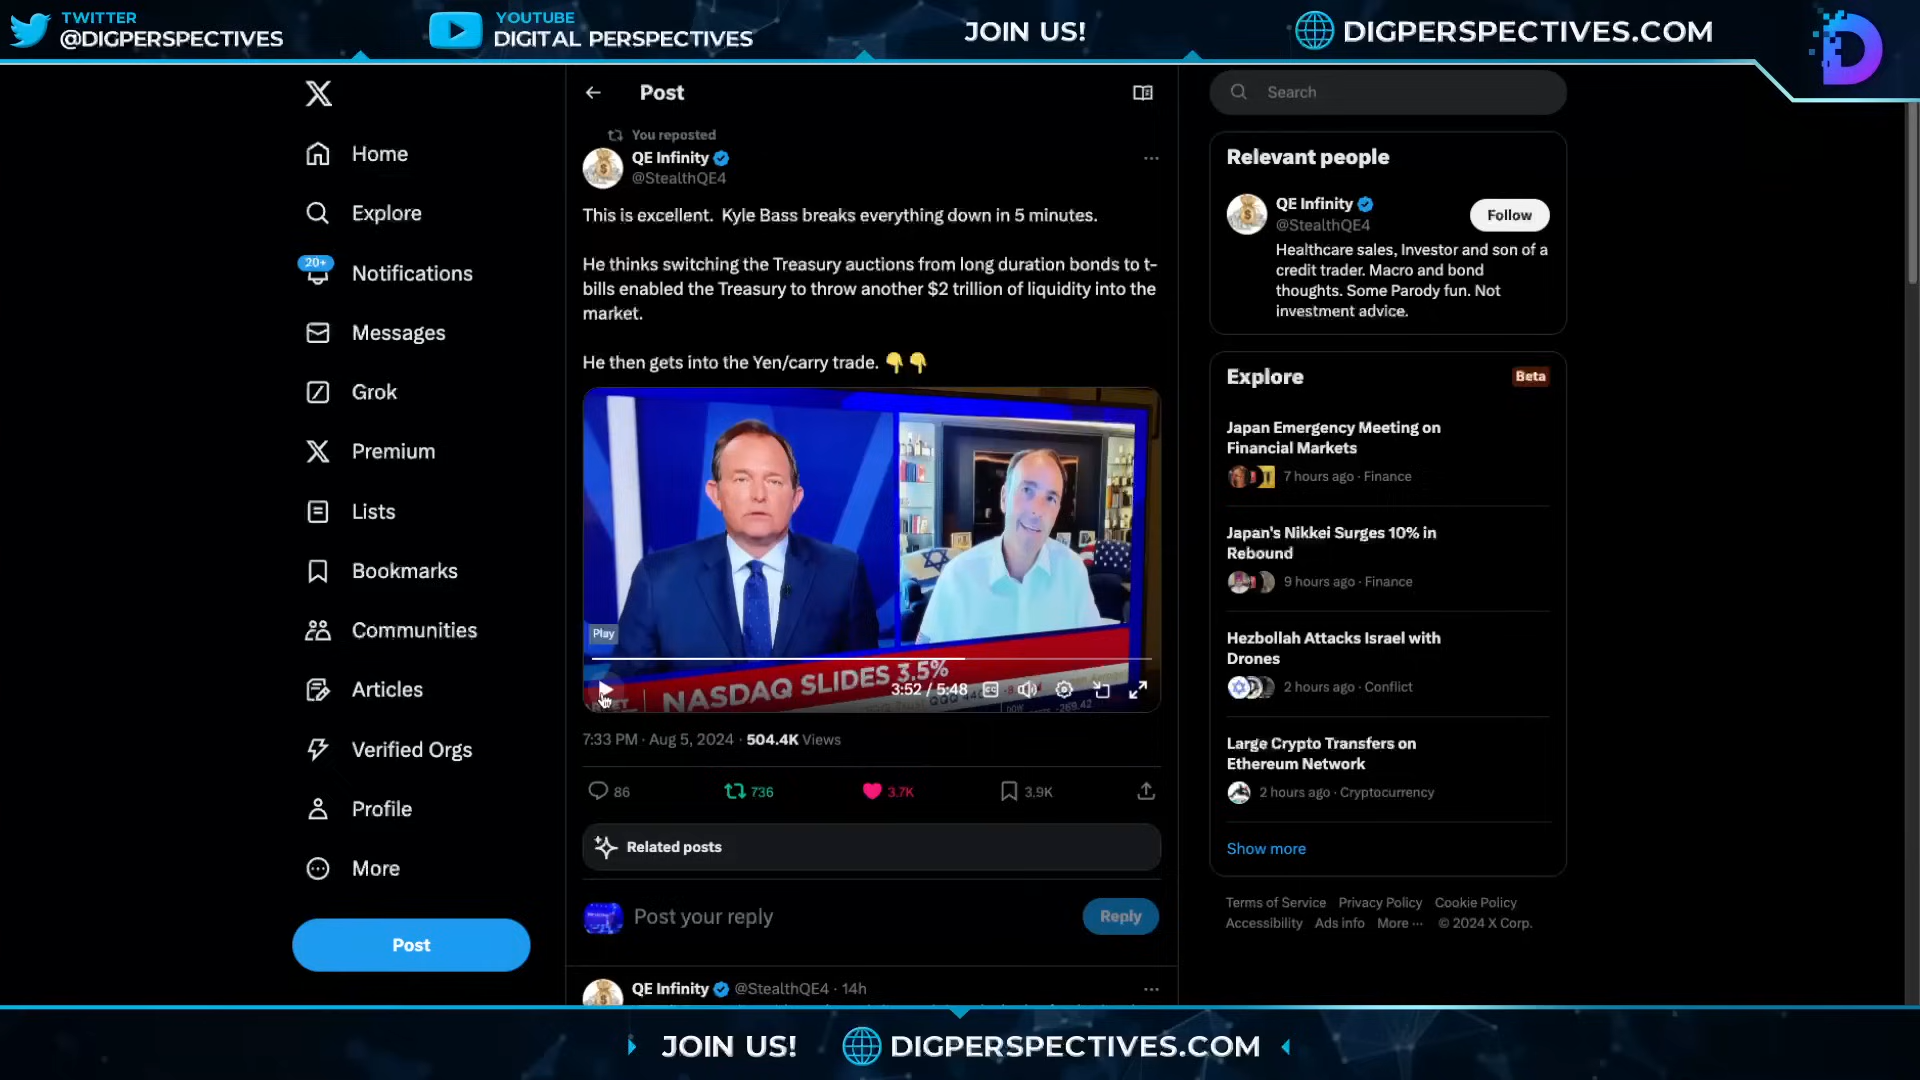 TWITTER
@DIGPERSPECTIVES
YOUTUBE
DIGITAL PERSPECTIVES
JOIN US!
DIGPERSPECTIVES.COM
Home
Explore
20+
Notifications
Messages
Grok
Premium
Lists
Bookmarks
Communities
Articles
Verified Orgs
Profile
More
Post
Post
You reposted
QE Infinity
@StealthQE4
This is excellent. Kyle Bass breaks everything down in 5 minutes.
He thinks switching the Treasury auctions from long duration bonds to t-
bills enabled the Treasury to throw another $2 trillion of liquidity into the
market.
He then gets into the Yen/carry trade. 👇👇
Play
NASDAQ SLIDES 3.5%
3:52 / 5:48
7:33 PM · Aug 5, 2024 · 504.4K Views
86
736
3.7K
3.9K
Related posts
Post your reply
Reply
QE Infinity @StealthQE4 · 14h
Search
Relevant people
QE Infinity
@StealthQE4
Follow
Healthcare sales, Investor and son of a
credit trader. Macro and bond
thoughts. Some Parody fun. Not
investment advice.
Explore
Beta
Japan Emergency Meeting on
Financial Markets
7 hours ago · Finance
Japan's Nikkei Surges 10% in
Rebound
9 hours ago · Finance
Hezbollah Attacks Israel with
Drones
2 hours ago · Conflict
Large Crypto Transfers on
Ethereum Network
2 hours ago · Cryptocurrency
Show more
Terms of Service Privacy Policy Cookie Policy
Accessibility Ads info More ··· © 2024 X Corp.
JOIN US!
DIGPERSPECTIVES.COM